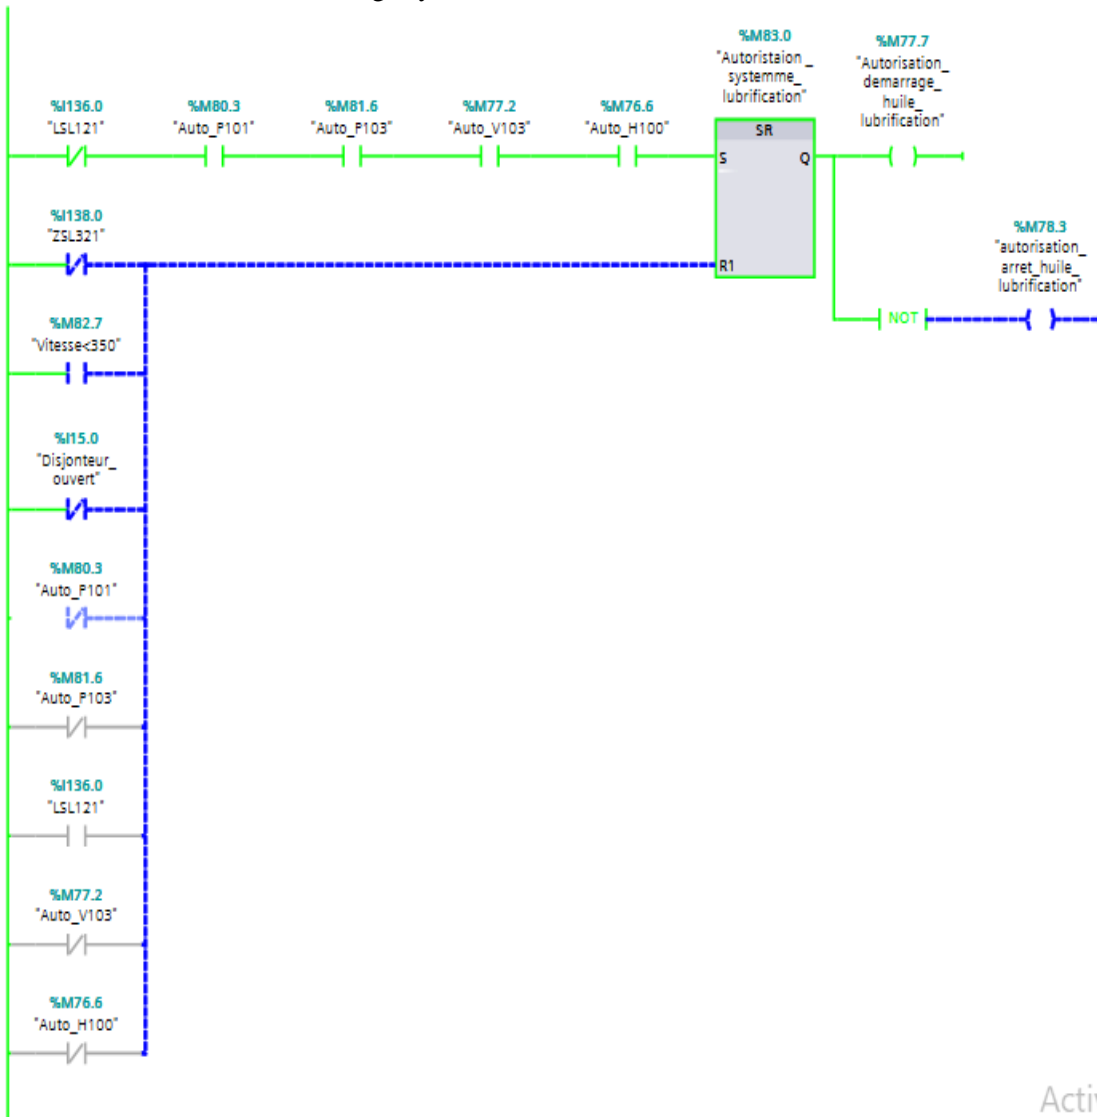 %M83.0
"Autoristaion_
systemme_
lubrification"
%M77.7
"Autorisation_
demarrage_
huile_
lubrification"
%I136.0
"LSL121"
%M80.3
"Auto_P101"
%M81.6
"Auto_P103"
%M77.2
"Auto_V103"
%M76.6
"Auto_H100"
SR
S
Q
R1
%I138.0
"ZSL321"
%M78.3
"autorisation_
arret_huile_
lubrification"
NOT
%M82.7
"Vitesse<350"
%I15.0
"Disjonteur_
ouvert"
%M80.3
"Auto_P101"
%M81.6
"Auto_P103"
%I136.0
"LSL121"
%M77.2
"Auto_V103"
%M76.6
"Auto_H100"
Activ